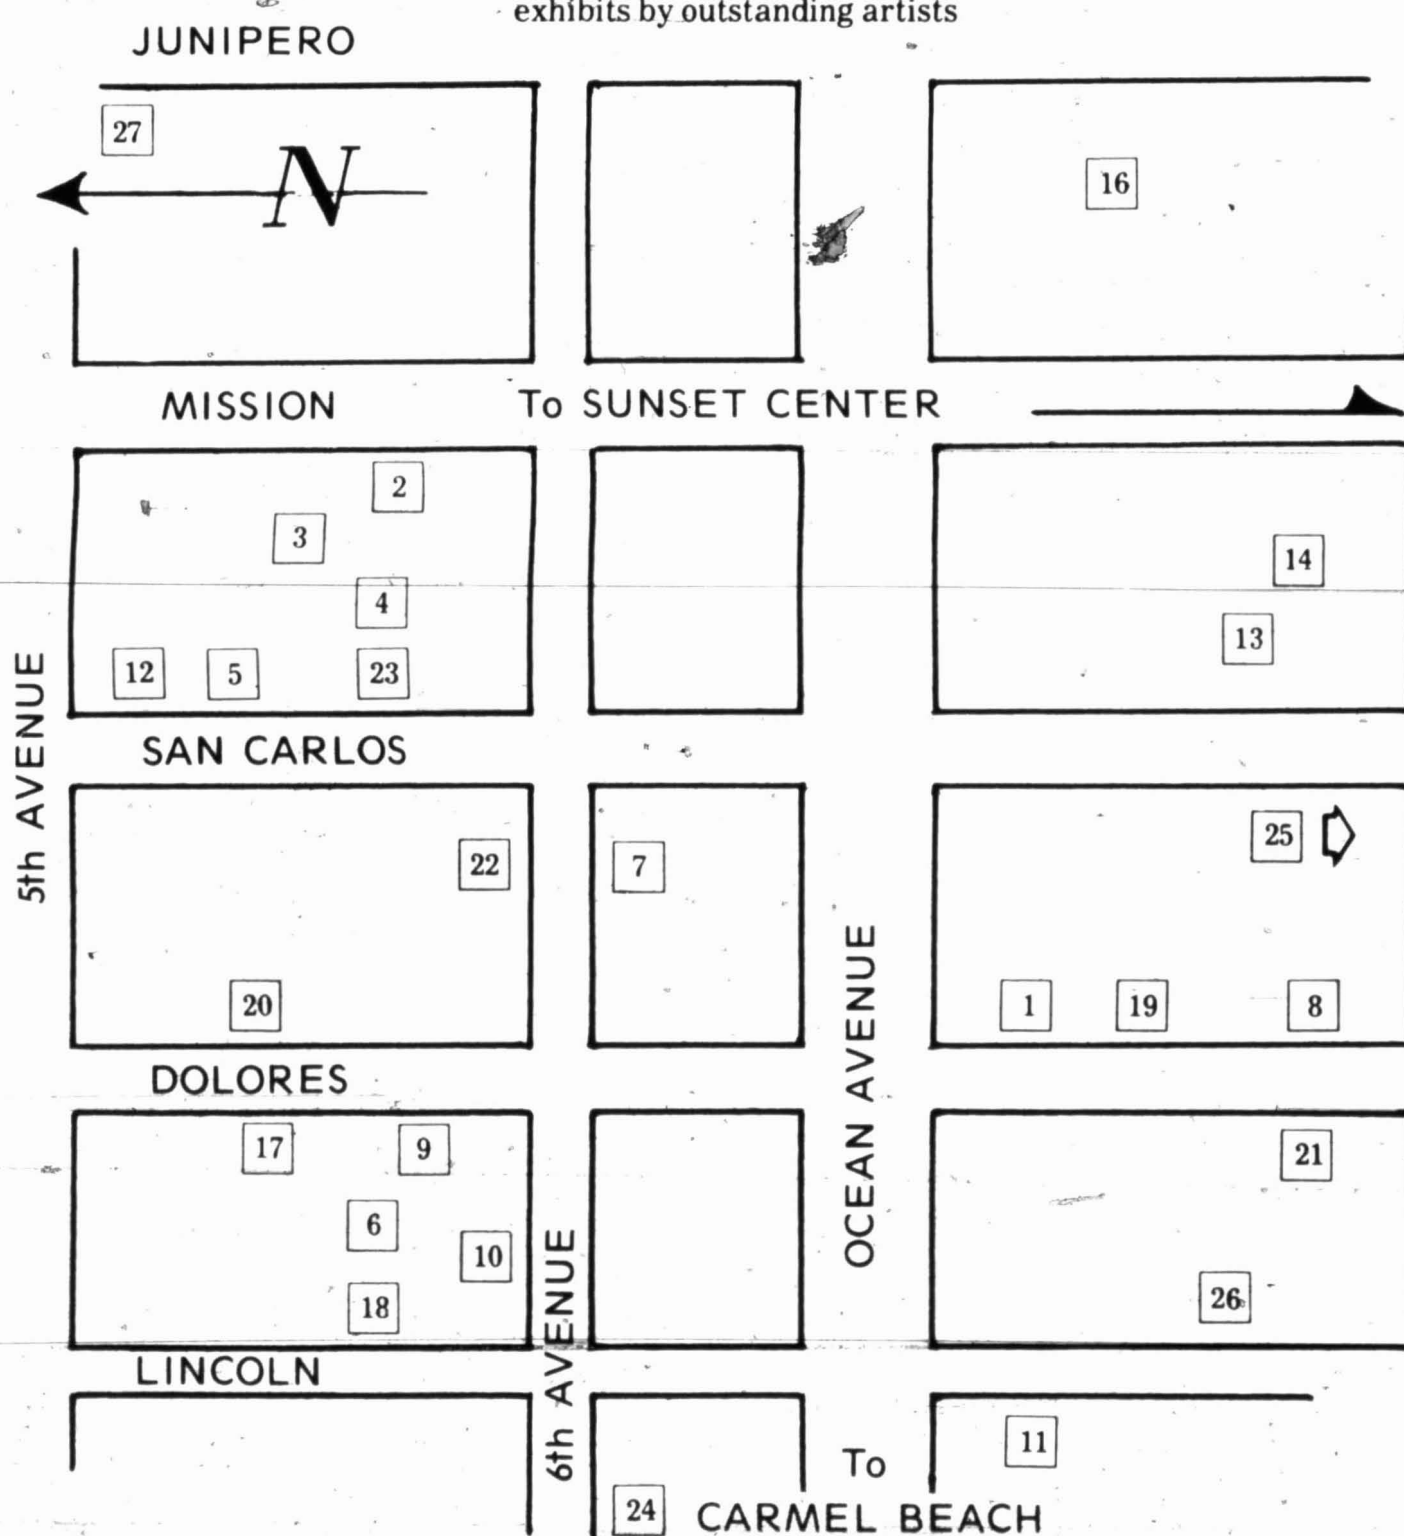 exhibits by outstanding artists
JUNIPERO
27
N
16
MISSION
To SUNSET CENTER
2
3
14
4
13
12 5 23
5th AVENUE
SAN CARLOS
25
22
7
20
1 19 8
OCEAN AVENUE
DOLORES
17 9
21
6
10
26
18
6th AVENUE
LINCOLN
11
To
24
CARMEL BEACH